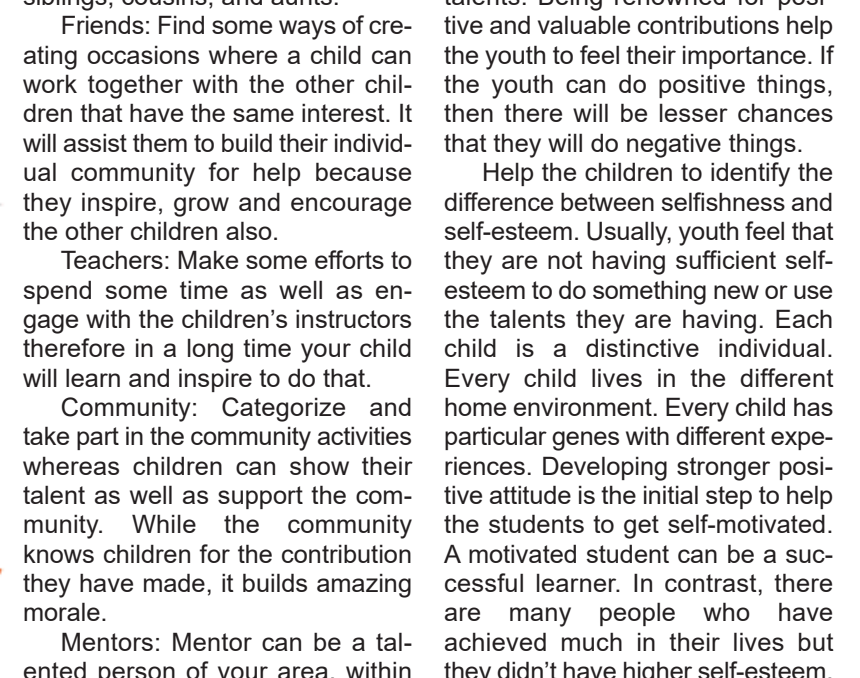 siblings, cousins, and aunts.
Friends: Find some ways of cre-
ating occasions where a child can
work together with the other chil-
dren that have the same interest. It
will assist them to build their individ-
ual community for help because
they inspire, grow and encourage
the other children also.
Teachers: Make some efforts to
spend some time as well as en-
gage with the children’s instructors
therefore in a long time your child
will learn and inspire to do that.
Community: Categorize and
take part in the community activities
whereas children can show their
talent as well as support the com-
munity. While the community
knows children for the contribution
they have made, it builds amazing
morale.
Mentors: Mentor can be a tal-
ented person of your area, within
talents. Being renowned for posi-
tive and valuable contributions help
the youth to feel their importance. If
the youth can do positive things,
then there will be lesser chances
that they will do negative things.
Help the children to identify the
difference between selfishness and
self-esteem. Usually, youth feel that
they are not having sufficient self-
esteem to do something new or use
the talents they are having. Each
child is a distinctive individual.
Every child lives in the different
home environment. Every child has
particular genes with different expe-
riences. Developing stronger posi-
tive attitude is the initial step to help
the students to get self-motivated.
A motivated student can be a suc-
cessful learner. In contrast, there
are many people who have
achieved much in their lives but
they didn’t have higher self-esteem.